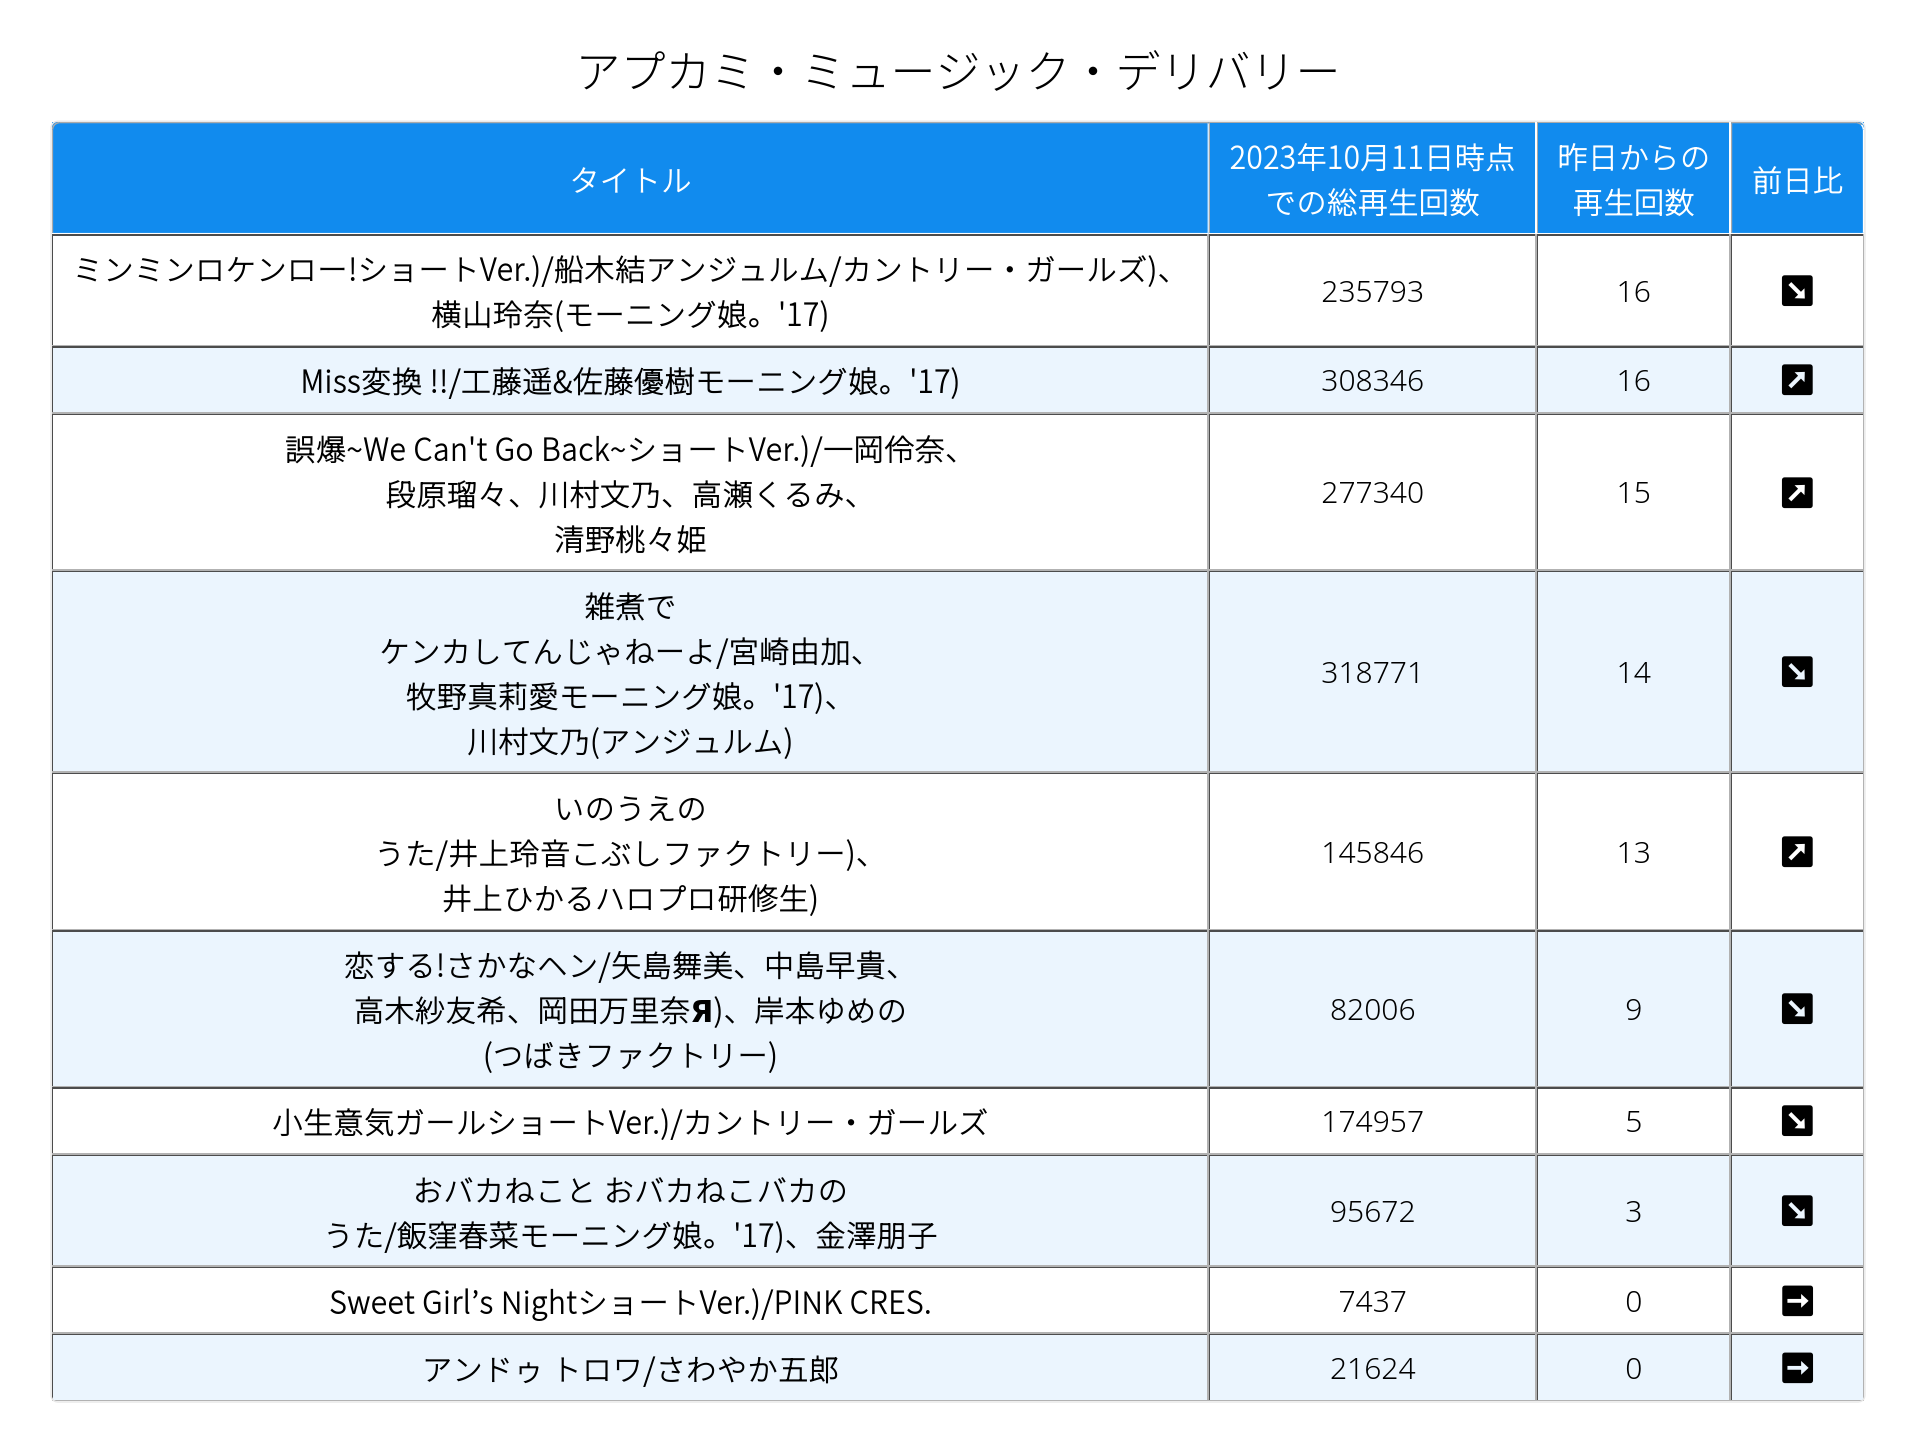 アプカミ・ミュージック・デリバリー
タイトル
2023年10月11日時点
での総再生回数
昨日からの
再生回数
前日比
ミンミンロケンロー!ショートVer.)/船木結アンジュルム/カントリー・ガールズ)、
横山玲奈(モーニング娘。'17)
235793
16
↘
Miss変換 !!/工藤遥&佐藤優樹モーニング娘。'17)
308346
16
↗
誤爆~We Can't Go Back~ショートVer.)/一岡伶奈、
段原瑠々、川村文乃、高瀬くるみ、
清野桃々姫
277340
15
↗
雑煮で
ケンカしてんじゃねーよ/宮崎由加、
牧野真莉愛モーニング娘。'17)、
川村文乃(アンジュルム)
318771
14
↘
いのうえの
うた/井上玲音こぶしファクトリー)、
井上ひかるハロプロ研修生)
145846
13
↗
恋する!さかなヘン/矢島舞美、中島早貴、
高木紗友希、岡田万里奈Я)、岸本ゆめの
(つばきファクトリー)
82006
9
↘
小生意気ガールショートVer.)/カントリー・ガールズ
174957
5
↘
おバカねこと おバカねこバカの
うた/飯窪春菜モーニング娘。'17)、金澤朋子
95672
3
↘
Sweet Girl’s NightショートVer.)/PINK CRES.
7437
0
→
アンドゥ トロワ/さわやか五郎
21624
0
→